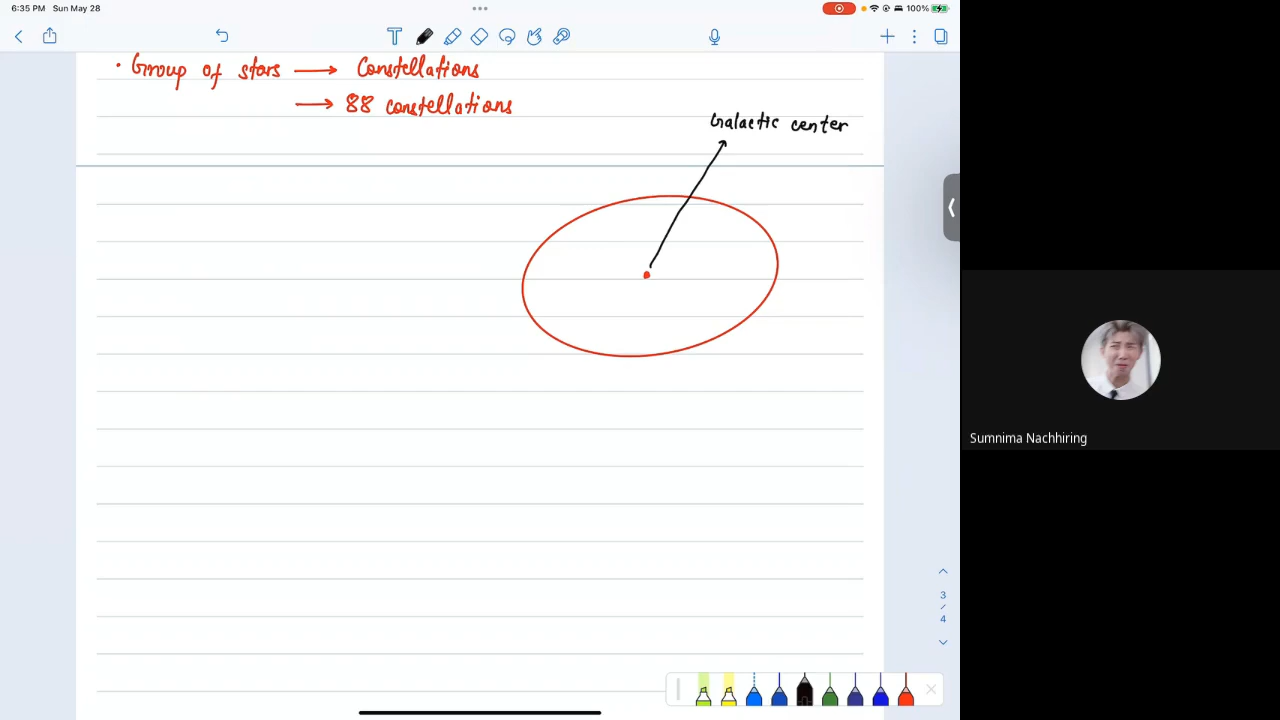 6:35 PM Sun May 28
100%
• Group of stars → Constellations
→ 88 constellations
Galactic center
3
/
4
Sumnima Nachhiring